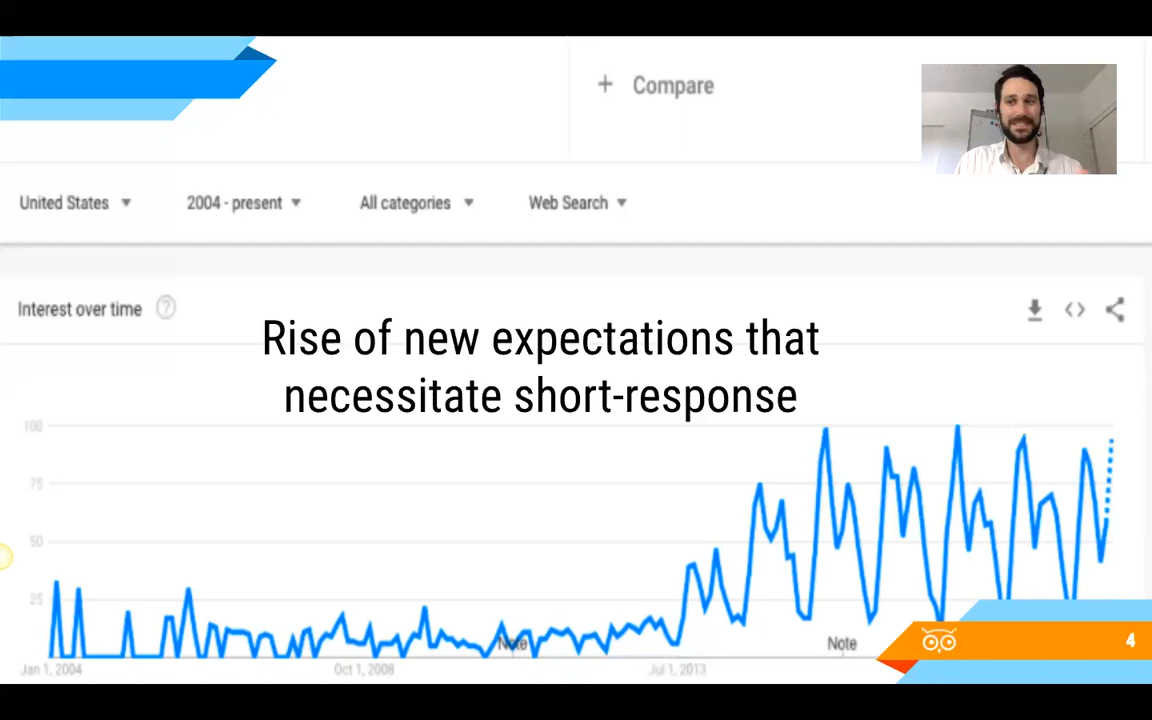 + Compare
United States
2004 - present
All categories
Web Search
Interest over time ?
Rise of new expectations that
necessitate short-response
100
75
50
25
Note
Note
Jan 1, 2004
Oct 1, 2008
Jul 1, 2013
4